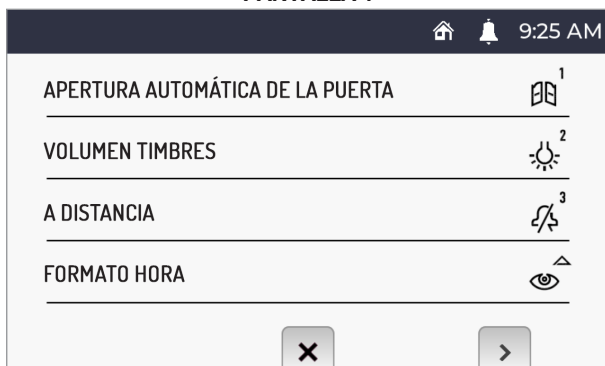 9:25 AM
APERTURA AUTOMÁTICA DE LA PUERTA 1
VOLUMEN TIMBRES 2
A DISTANCIA 3
FORMATO HORA